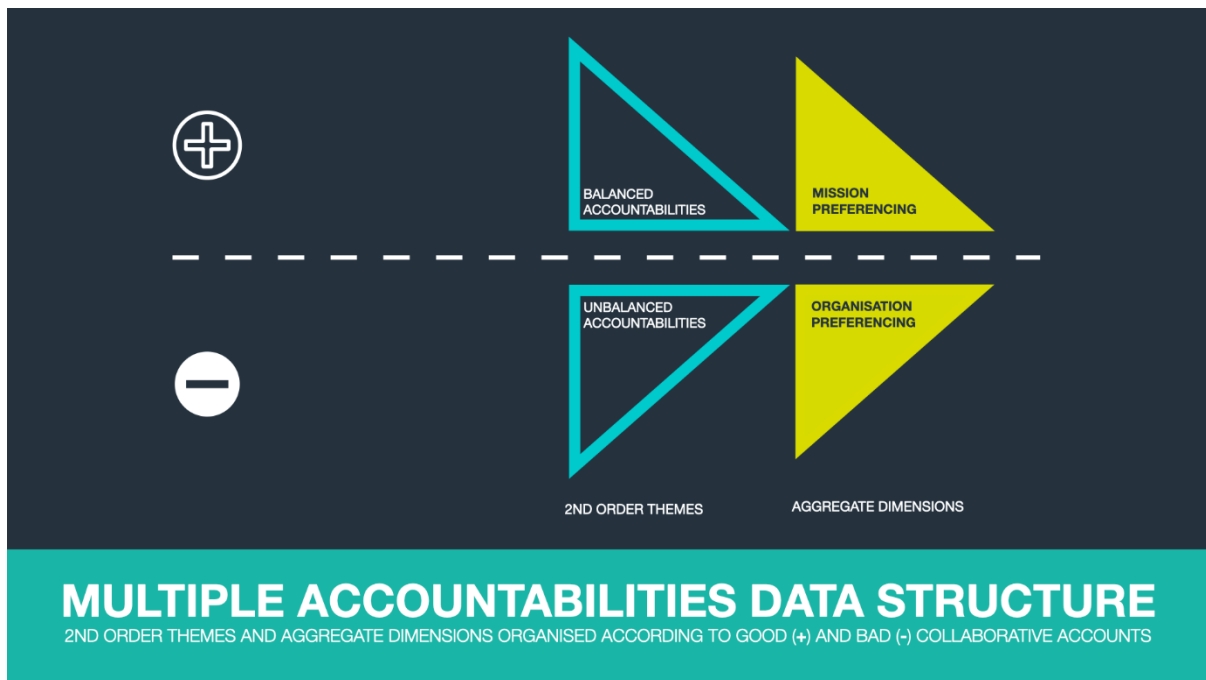 BALANCED
ACCOUNTABILITIES
MISSION
PREFERENCING
UNBALANCED
ACCOUNTABILITIES
ORGANISATION
PREFERENCING
2ND ORDER THEMES
AGGREGATE DIMENSIONS
MULTIPLE ACCOUNTABILITIES DATA STRUCTURE
2ND ORDER THEMES AND AGGREGATE DIMENSIONS ORGANISED ACCORDING TO GOOD (+) AND BAD (-) COLLABORATIVE ACCOUNTS